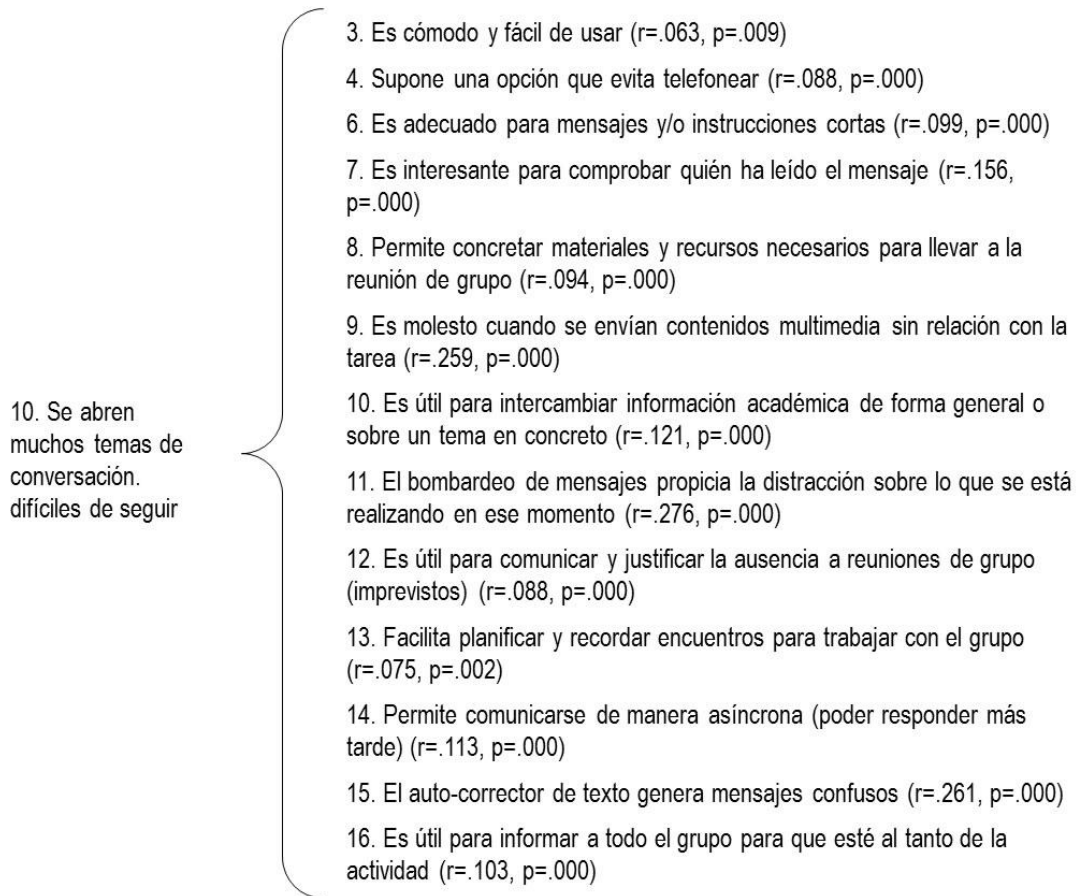 3. Es cómodo y fácil de usar (r=.063, p=.009)
4. Supone una opción que evita telefonear (r=.088, p=.000)
6. Es adecuado para mensajes y/o instrucciones cortas (r=.099, p=.000)
7. Es interesante para comprobar quién ha leído el mensaje (r=.156,
p=.000)
8. Permite concretar materiales y recursos necesarios para llevar a la
reunión de grupo (r=.094, p=.000)
9. Es molesto cuando se envían contenidos multimedia sin relación con la
tarea (r=.259, p=.000)
10. Se abren
muchos temas de
conversación.
difíciles de seguir
10. Es útil para intercambiar información académica de forma general o
sobre un tema en concreto (r=.121, p=.000)
11. El bombardeo de mensajes propicia la distracción sobre lo que se está
realizando en ese momento (r=.276, p=.000)
12. Es útil para comunicar y justificar la ausencia a reuniones de grupo
(imprevistos) (r=.088, p=.000)
13. Facilita planificar y recordar encuentros para trabajar con el grupo
(r=.075, p=.002)
14. Permite comunicarse de manera asíncrona (poder responder más
tarde) (r=.113, p=.000)
15. El auto-corrector de texto genera mensajes confusos (r=.261, p=.000)
16. Es útil para informar a todo el grupo para que esté al tanto de la
actividad (r=.103, p=.000)